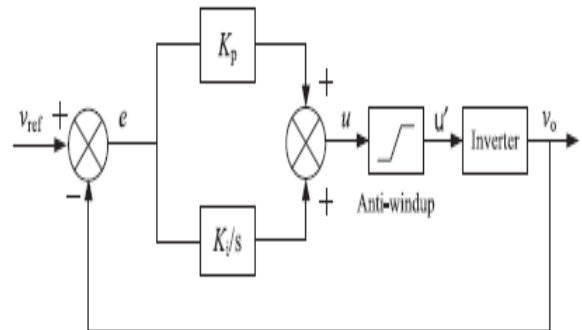 K_p
+
v_ref +
e
u
u'
Inverter
v_o
−
+
Anti-windup
K_i/s